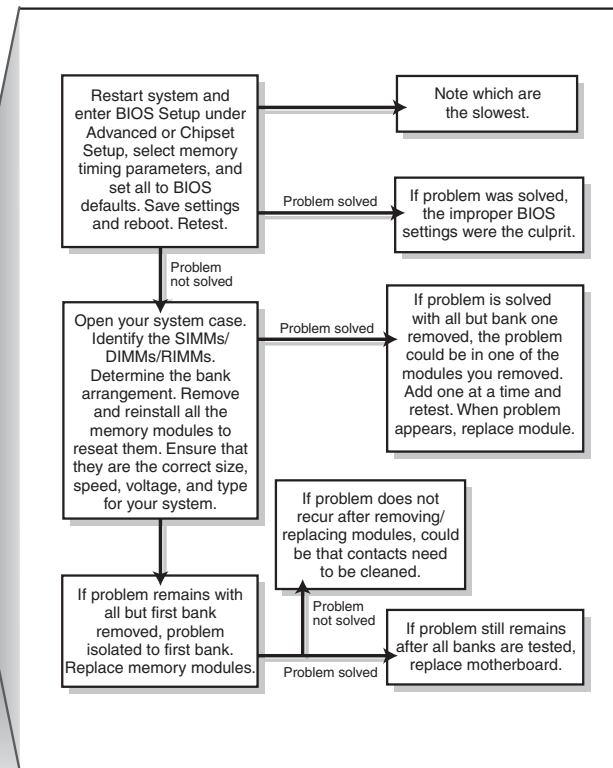 Restart system and
enter BIOS Setup under
Advanced or Chipset
Setup, select memory
timing parameters, and
set all to BIOS
defaults. Save settings
and reboot. Retest.
Note which are
the slowest.
Problem solved
If problem was solved,
the improper BIOS
settings were the culprit.
Problem
not solved
Open your system case.
Identify the SIMMs/
DIMMs/RIMMs.
Determine the bank
arrangement. Remove
and reinstall all the
memory modules to
reseat them. Ensure that
they are the correct size,
speed, voltage, and type
for your system.
Problem solved
If problem is solved
with all but bank one
removed, the problem
could be in one of the
modules you removed.
Add one at a time and
retest. When problem
appears, replace module.
If problem does not
recur after removing/
replacing modules, could
be that contacts need
to be cleaned.
If problem remains with
all but first bank
removed, problem
isolated to first bank.
Replace memory modules.
Problem
not solved
Problem solved
If problem still remains
after all banks are tested,
replace motherboard.